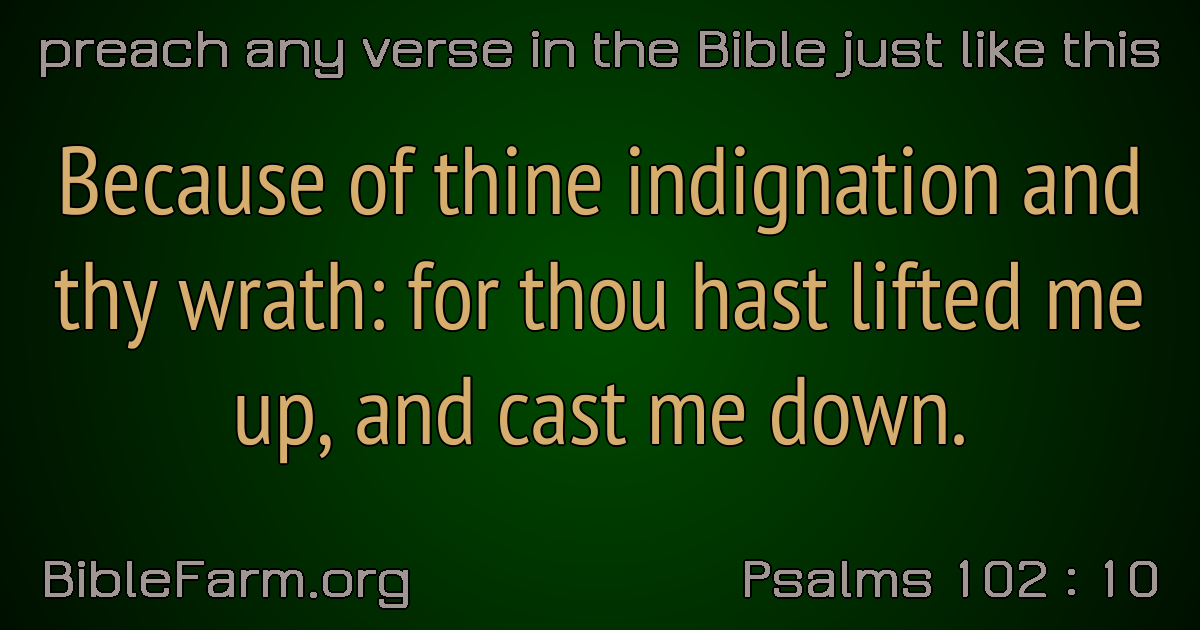 preach any verse in the Bible just like this
Because of thine indignation and
thy wrath: for thou hast lifted me
up, and cast me down.
BibleFarm.org
Psalms 102 : 10